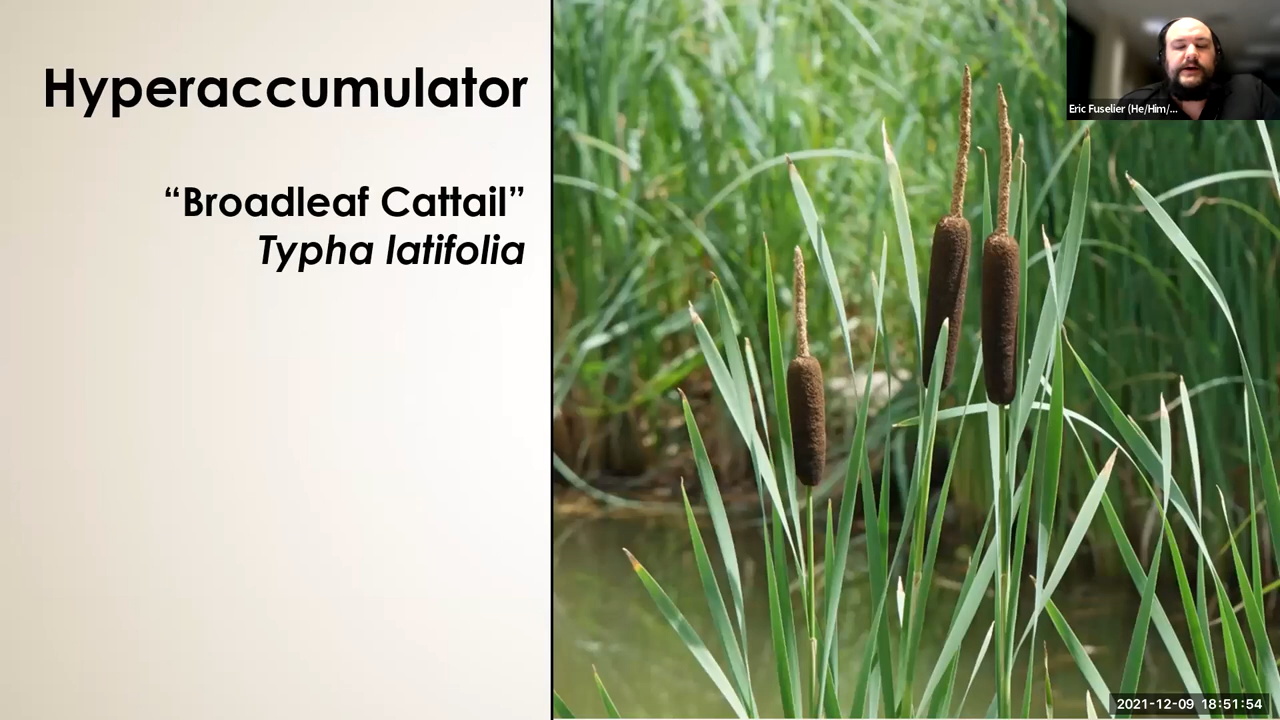 Hyperaccumulator
“Broadleaf Cattail”
Typha latifolia
Eric Fuselier (He/Him/...
2021-12-09 18:51:54